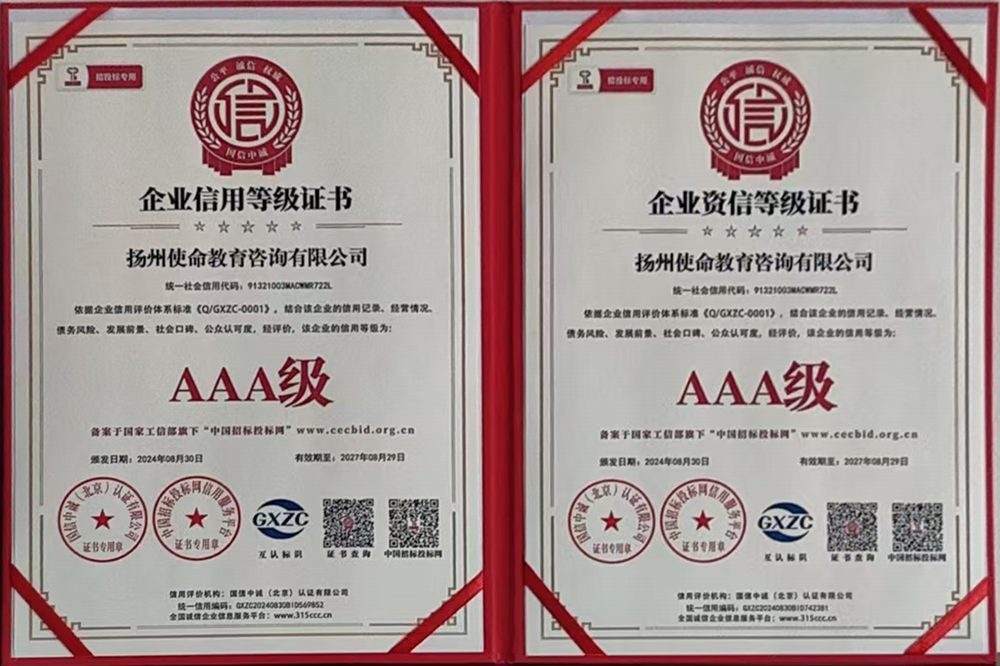 招投标专用
公平 诚信 权威
信
国信中诚
企业信用等级证书
扬州使命教育咨询有限公司
统一社会信用代码：91321003MACWMR722L
依据企业信用评价体系标准《Q/GXZC-0001》，结合该企业的信用记录、经营情况、
债务风险、发展前景、社会口碑、公众认可度，经评价，该企业的信用等级为：
AAA级
备案于国家工信部旗下“中国招标投标网”www.cecbid.org.cn
颁发日期：2024年08月30日
有效期至：2027年08月29日
国信中诚（北京）认证有限公司
证书专用章
中国招标投标网信用服务平台
证书专用章
GXZC
互认标识
证书查询
中国招标投标网
信用评价机构：国信中诚（北京）认证有限公司
统一信用编码：GXZC20240830BID569852
全国诚信企业信息服务平台：www.315ccc.cn
招投标专用
公平 诚信 权威
信
国信中诚
企业资信等级证书
扬州使命教育咨询有限公司
统一社会信用代码：91321003MACWMR722L
依据企业信用评价体系标准《Q/GXZC-0001》，结合该企业的信用记录、经营情况、
债务风险、发展前景、社会口碑、公众认可度，经评价，该企业的信用等级为：
AAA级
备案于国家工信部旗下“中国招标投标网”www.cecbid.org.cn
颁发日期：2024年08月30日
有效期至：2027年08月29日
国信中诚（北京）认证有限公司
证书专用章
中国招标投标网信用服务平台
证书专用章
GXZC
互认标识
证书查询
中国招标投标网
信用评价机构：国信中诚（北京）认证有限公司
统一信用编码：GXZC20240830BID742381
全国诚信企业信息服务平台：www.315ccc.cn